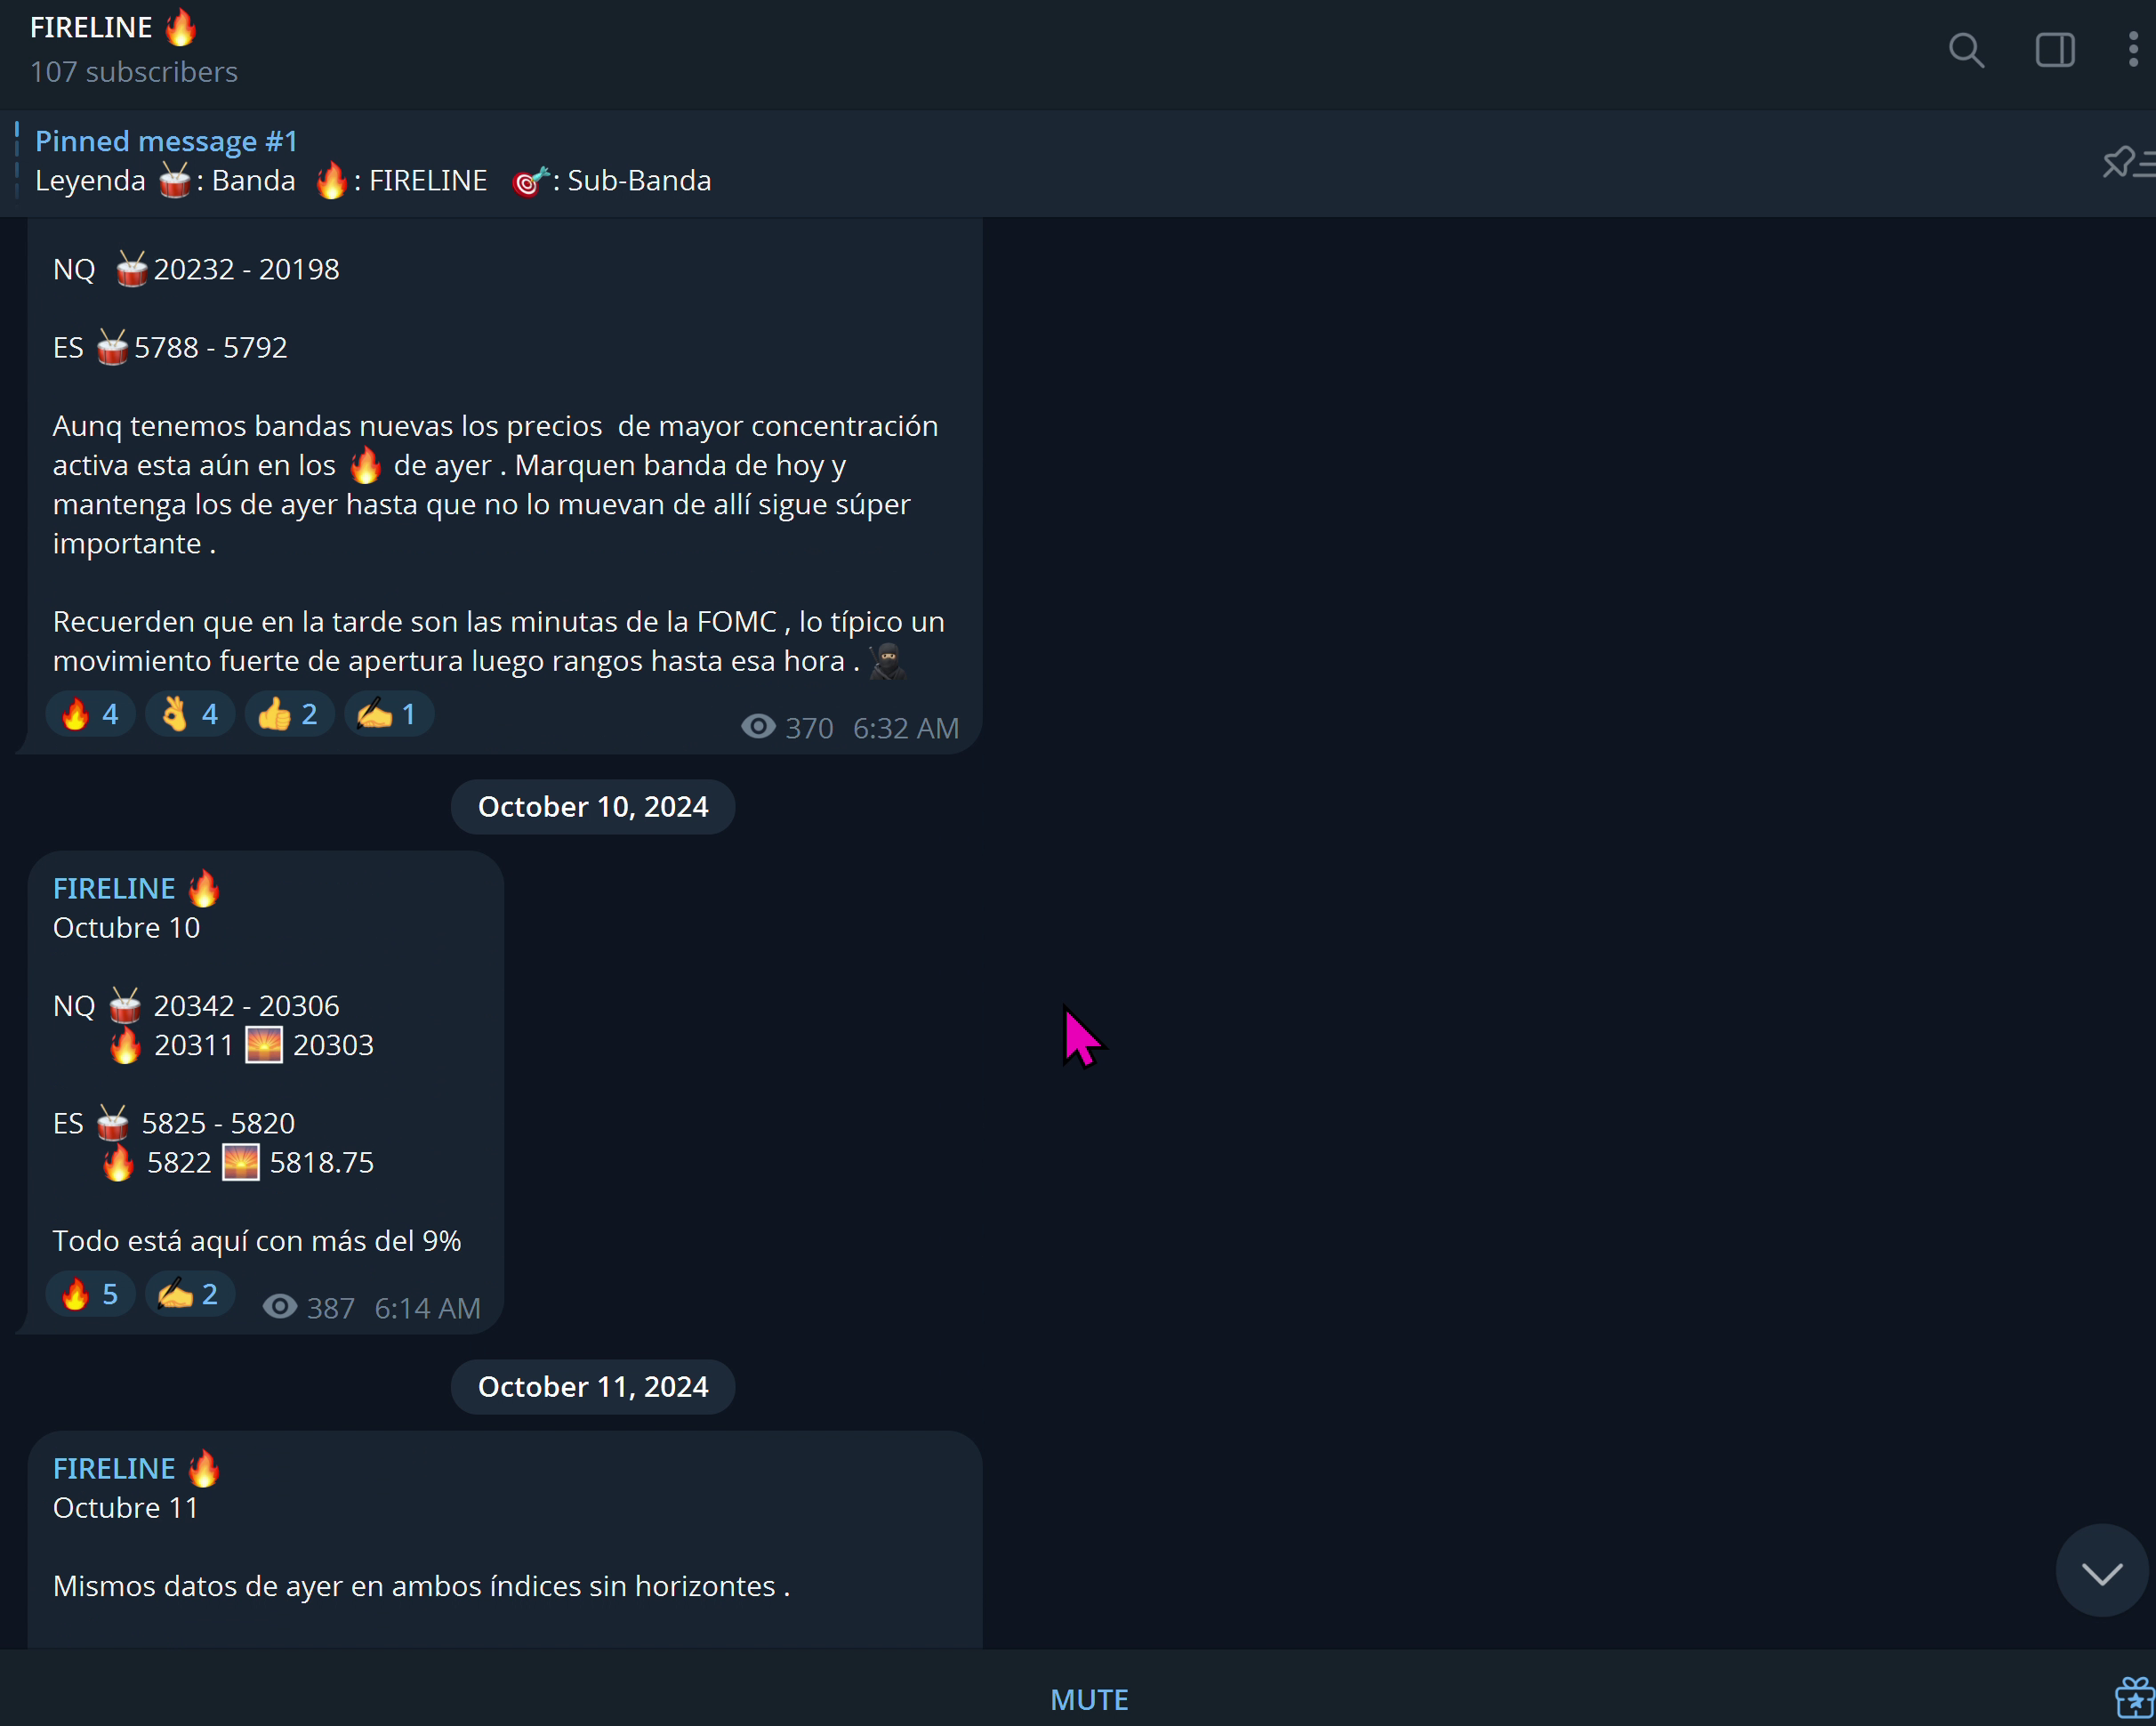 FIRELINE 🔥
107 subscribers
Pinned message #1
Leyenda 🥁: Banda 🔥: FIRELINE 🎯: Sub-Banda
NQ 🥁20232 - 20198
ES 🥁5788 - 5792
Aunq tenemos bandas nuevas los precios de mayor concentración
activa esta aún en los 🔥 de ayer . Marquen banda de hoy y
mantenga los de ayer hasta que no lo muevan de allí sigue súper
importante .
Recuerden que en la tarde son las minutas de la FOMC , lo típico un
movimiento fuerte de apertura luego rangos hasta esa hora . 🥷
🔥 4 👌 4 👍 2 ✍ 1 370 6:32 AM
October 10, 2024
FIRELINE 🔥
Octubre 10
NQ 🥁 20342 - 20306
🔥 20311 🌅 20303
ES 🥁 5825 - 5820
🔥 5822 🌅 5818.75
Todo está aquí con más del 9%
🔥 5 ✍ 2 387 6:14 AM
October 11, 2024
FIRELINE 🔥
Octubre 11
Mismos datos de ayer en ambos índices sin horizontes .
MUTE